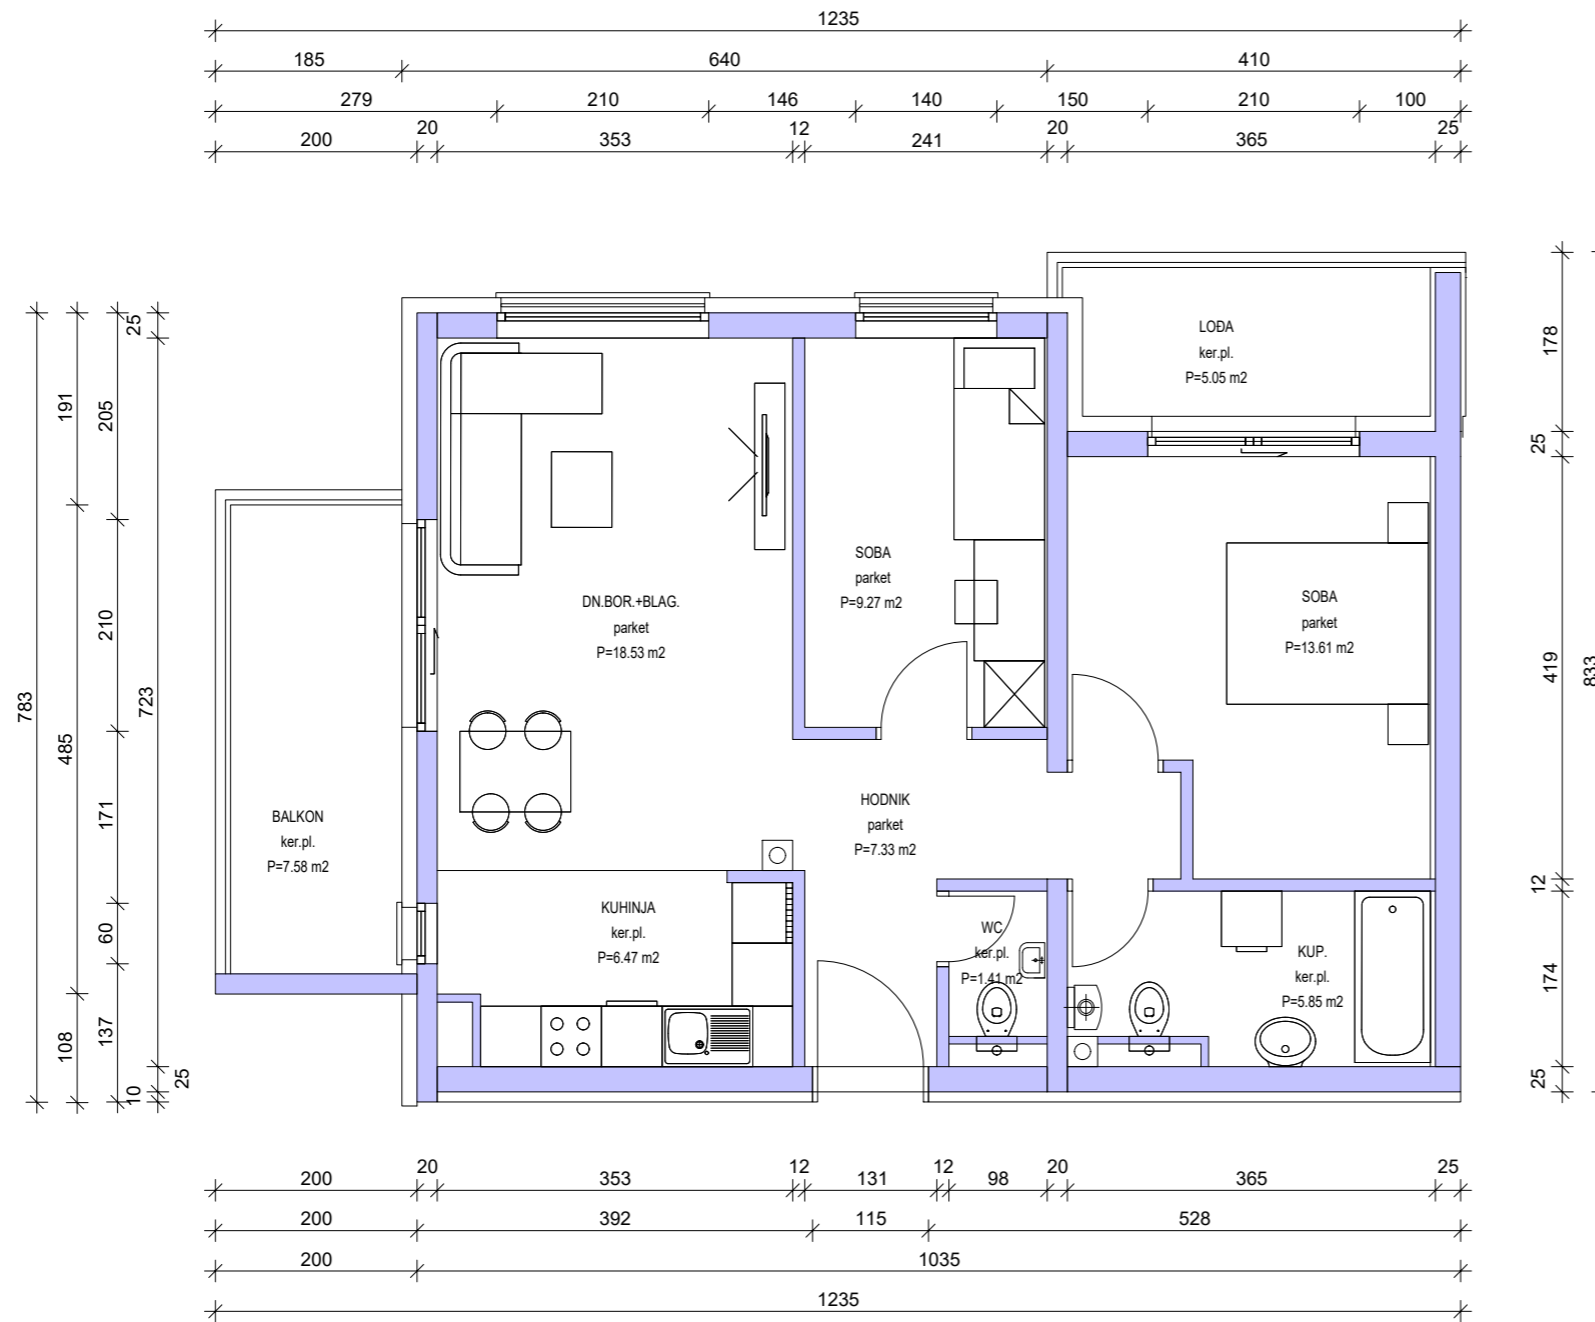 1235
185 640 410
279 210 146 140 150 210 100
200 20 353 12 241 20 365 25
LOĐA
ker.pl.
P=5.05 m2
SOBA
parket
P=9.27 m2
DN.BOR.+BLAG.
parket
P=18.53 m2
SOBA
parket
P=13.61 m2
HODNIK
parket
P=7.33 m2
BALKON
ker.pl.
P=7.58 m2
KUHINJA
ker.pl.
P=6.47 m2
WC
ker.pl.
P=1.41 m2
KUP.
ker.pl.
P=5.85 m2
783
191 485 108
25 205 210 171 60 137 10
723 25
178 25 419 12 174 25
833
200 20 353 12 131 12 98 20 365 25
200 392 115 528
200 1035
1235